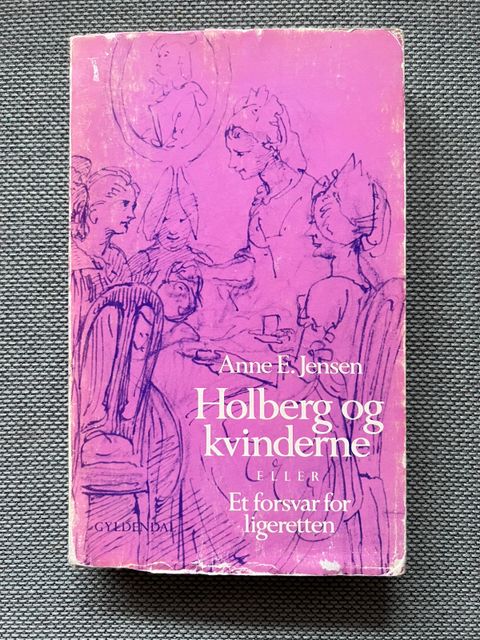 Anne E. Jensen
Holberg og
kvinderne
ELLER
Et forsvar for
ligeretten
GYLDENDAL